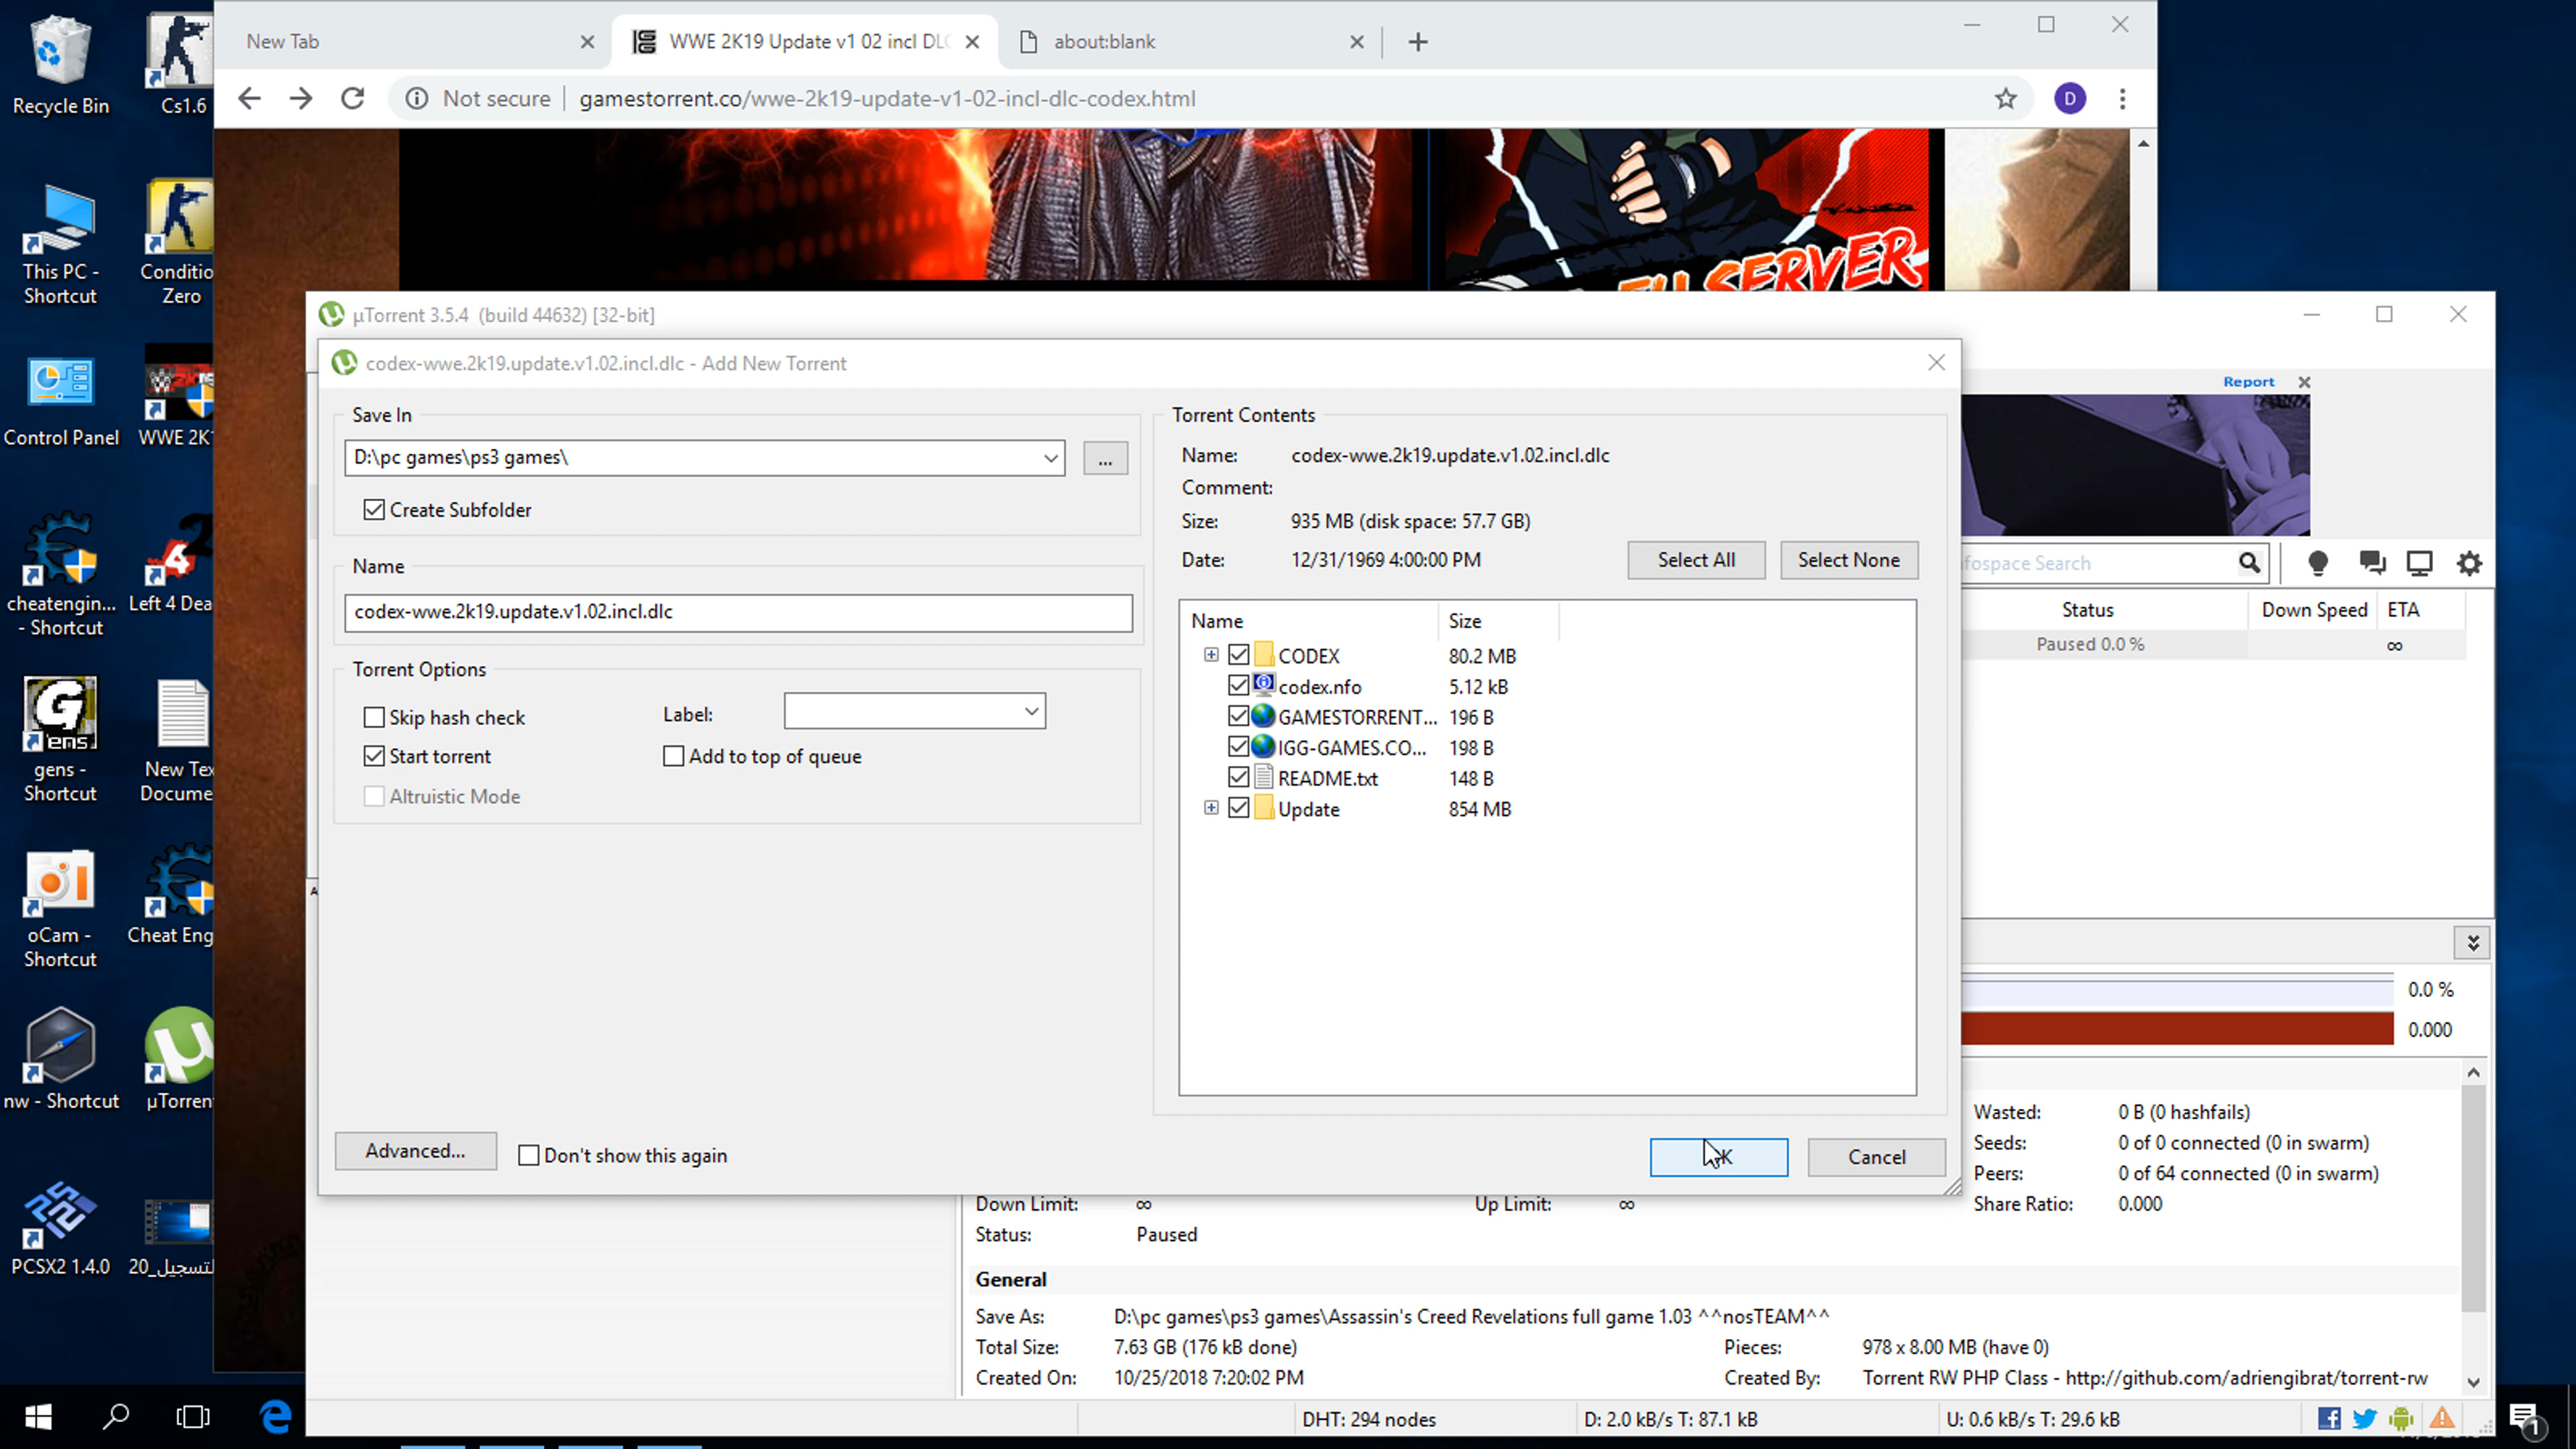 New Tab
WWE 2K19 Update v1 02 incl DLC
about:blank
Not secure
gamestorrent.co/wwe-2k19-update-v1-02-incl-dlc-codex.html
D
SERVER
Recycle Bin
Cs1.6
This PC - Shortcut
Conditio Zero
Control Panel
WWE 2K
cheatengin... - Shortcut
Left 4 Dea
gens - Shortcut
New Tex Docume
oCam - Shortcut
Cheat Eng
nw - Shortcut
µTorren
PCSX2 1.4.0
التسجيل_20
µTorrent 3.5.4 (build 44632) [32-bit]
codex-wwe.2k19.update.v1.02.incl.dlc - Add New Torrent
Save In
D:\pc games\ps3 games\
...
Create Subfolder
Name
codex-wwe.2k19.update.v1.02.incl.dlc
Torrent Options
Skip hash check
Label:
Start torrent
Add to top of queue
Altruistic Mode
Advanced...
Don't show this again
Torrent Contents
Name: codex-wwe.2k19.update.v1.02.incl.dlc
Comment:
Size: 935 MB (disk space: 57.7 GB)
Date: 12/31/1969 4:00:00 PM
Select All
Select None
Name Size
CODEX 80.2 MB
codex.nfo 5.12 kB
GAMESTORRENT... 196 B
IGG-GAMES.CO... 198 B
README.txt 148 B
Update 854 MB
Cancel
Report
Infospace Search
Status Down Speed ETA
Paused 0.0 % ∞
0.0 %
0.000
Wasted: 0 B (0 hashfails)
Seeds: 0 of 0 connected (0 in swarm)
Peers: 0 of 64 connected (0 in swarm)
Down Limit: ∞ Up Limit: ∞ Share Ratio: 0.000
Status: Paused
General
Save As: D:\pc games\ps3 games\Assassin's Creed Revelations full game 1.03 ^^nosTEAM^^
Total Size: 7.63 GB (176 kB done) Pieces: 978 x 8.00 MB (have 0)
Created On: 10/25/2018 7:20:02 PM Created By: Torrent RW PHP Class - http://github.com/adriengibrat/torrent-rw
DHT: 294 nodes D: 2.0 kB/s T: 87.1 kB U: 0.6 kB/s T: 29.6 kB
1